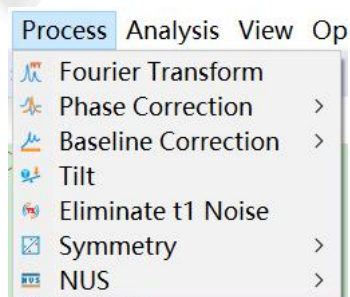 Process Analysis View Op
Fourier Transform
Phase Correction
Baseline Correction
Tilt
Eliminate t1 Noise
Symmetry
NUS